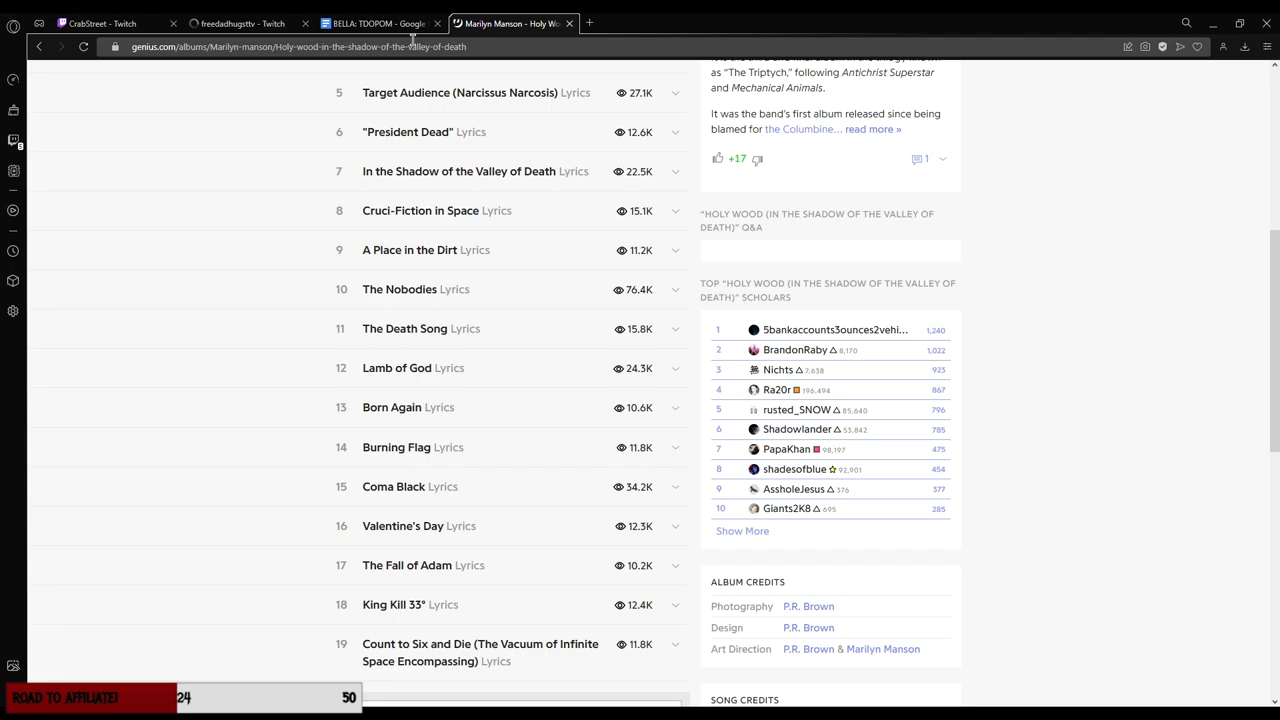 CrabStreet - Twitch
freedadhugsttv - Twitch
BELLA: TDOPOM - Google
Marilyn Manson - Holy Wo
genius.com/albums/Marilyn-manson/Holy-wood-in-the-shadow-of-the-valley-of-death
5 Target Audience (Narcissus Narcosis) Lyrics 27.1K
6 "President Dead" Lyrics 12.6K
7 In the Shadow of the Valley of Death Lyrics 22.5K
8 Cruci-Fiction in Space Lyrics 15.1K
9 A Place in the Dirt Lyrics 11.2K
10 The Nobodies Lyrics 76.4K
11 The Death Song Lyrics 15.8K
12 Lamb of God Lyrics 24.3K
13 Born Again Lyrics 10.6K
14 Burning Flag Lyrics 11.8K
15 Coma Black Lyrics 34.2K
16 Valentine's Day Lyrics 12.3K
17 The Fall of Adam Lyrics 10.2K
18 King Kill 33° Lyrics 12.4K
19 Count to Six and Die (The Vacuum of Infinite
Space Encompassing) Lyrics 11.8K
as "The Triptych," following Antichrist Superstar
and Mechanical Animals.
It was the band's first album released since being
blamed for the Columbine... read more »
+17 1
"HOLY WOOD (IN THE SHADOW OF THE VALLEY OF
DEATH)" Q&A
TOP "HOLY WOOD (IN THE SHADOW OF THE VALLEY OF
DEATH)" SCHOLARS
1 5bankaccounts3ounces2vehi... 1,240
2 BrandonRaby 8,170 1,022
3 Nichts 7,638 923
4 Ra20r 196,494 867
5 rusted_SNOW 85,640 796
6 Shadowlander 53,842 785
7 PapaKhan 98,197 475
8 shadesofblue 92,901 454
9 AssholeJesus 376 377
10 Giants2K8 695 285
Show More
ALBUM CREDITS
Photography P.R. Brown
Design P.R. Brown
Art Direction P.R. Brown & Marilyn Manson
SONG CREDITS
ROAD TO AFFILIATE! 24 50